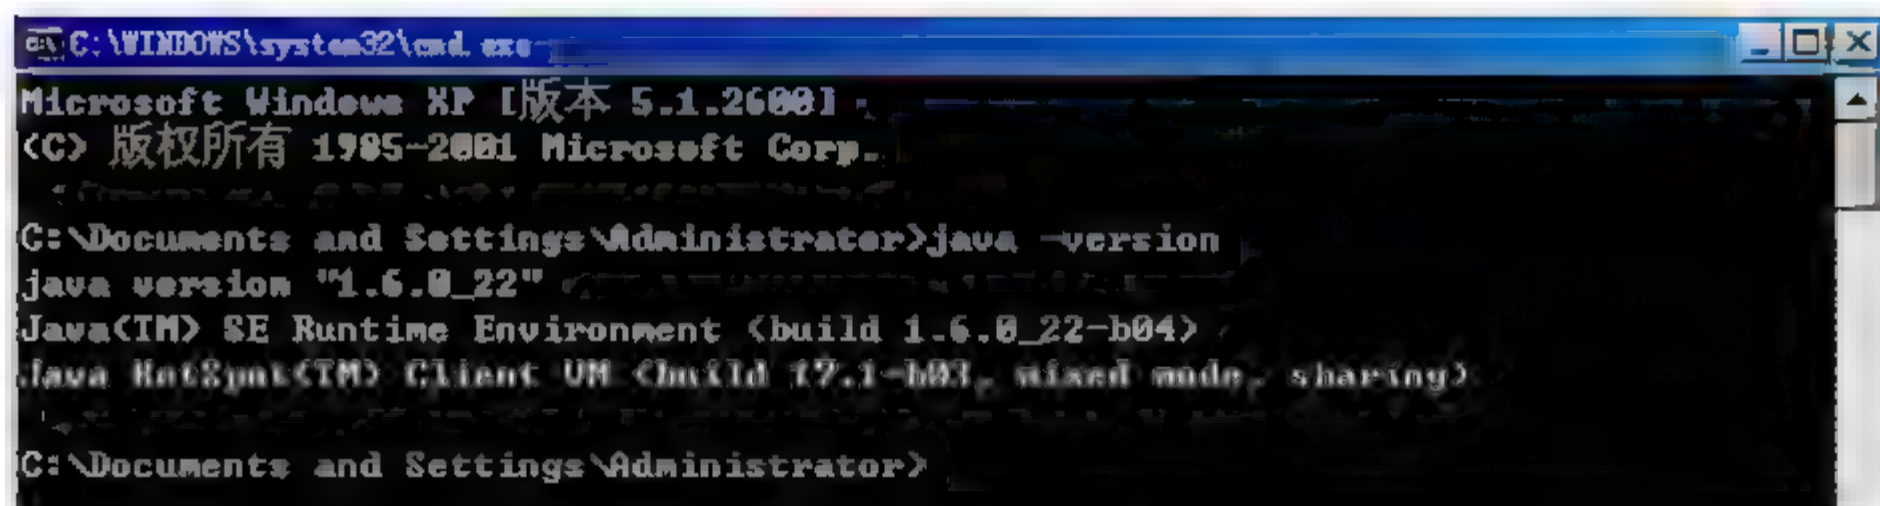 C:\WINDOWS\system32\cmd.exe
Microsoft Windows XP [版本 5.1.2600]
(C) 版权所有 1985-2001 Microsoft Corp.
C:\Documents and Settings\Administrator>java -version
java version "1.6.0_22"
Java(TM) SE Runtime Environment (build 1.6.0_22-b04)
Java HotSpot(TM) Client VM (build 17.1-b03, mixed mode, sharing)
C:\Documents and Settings\Administrator>